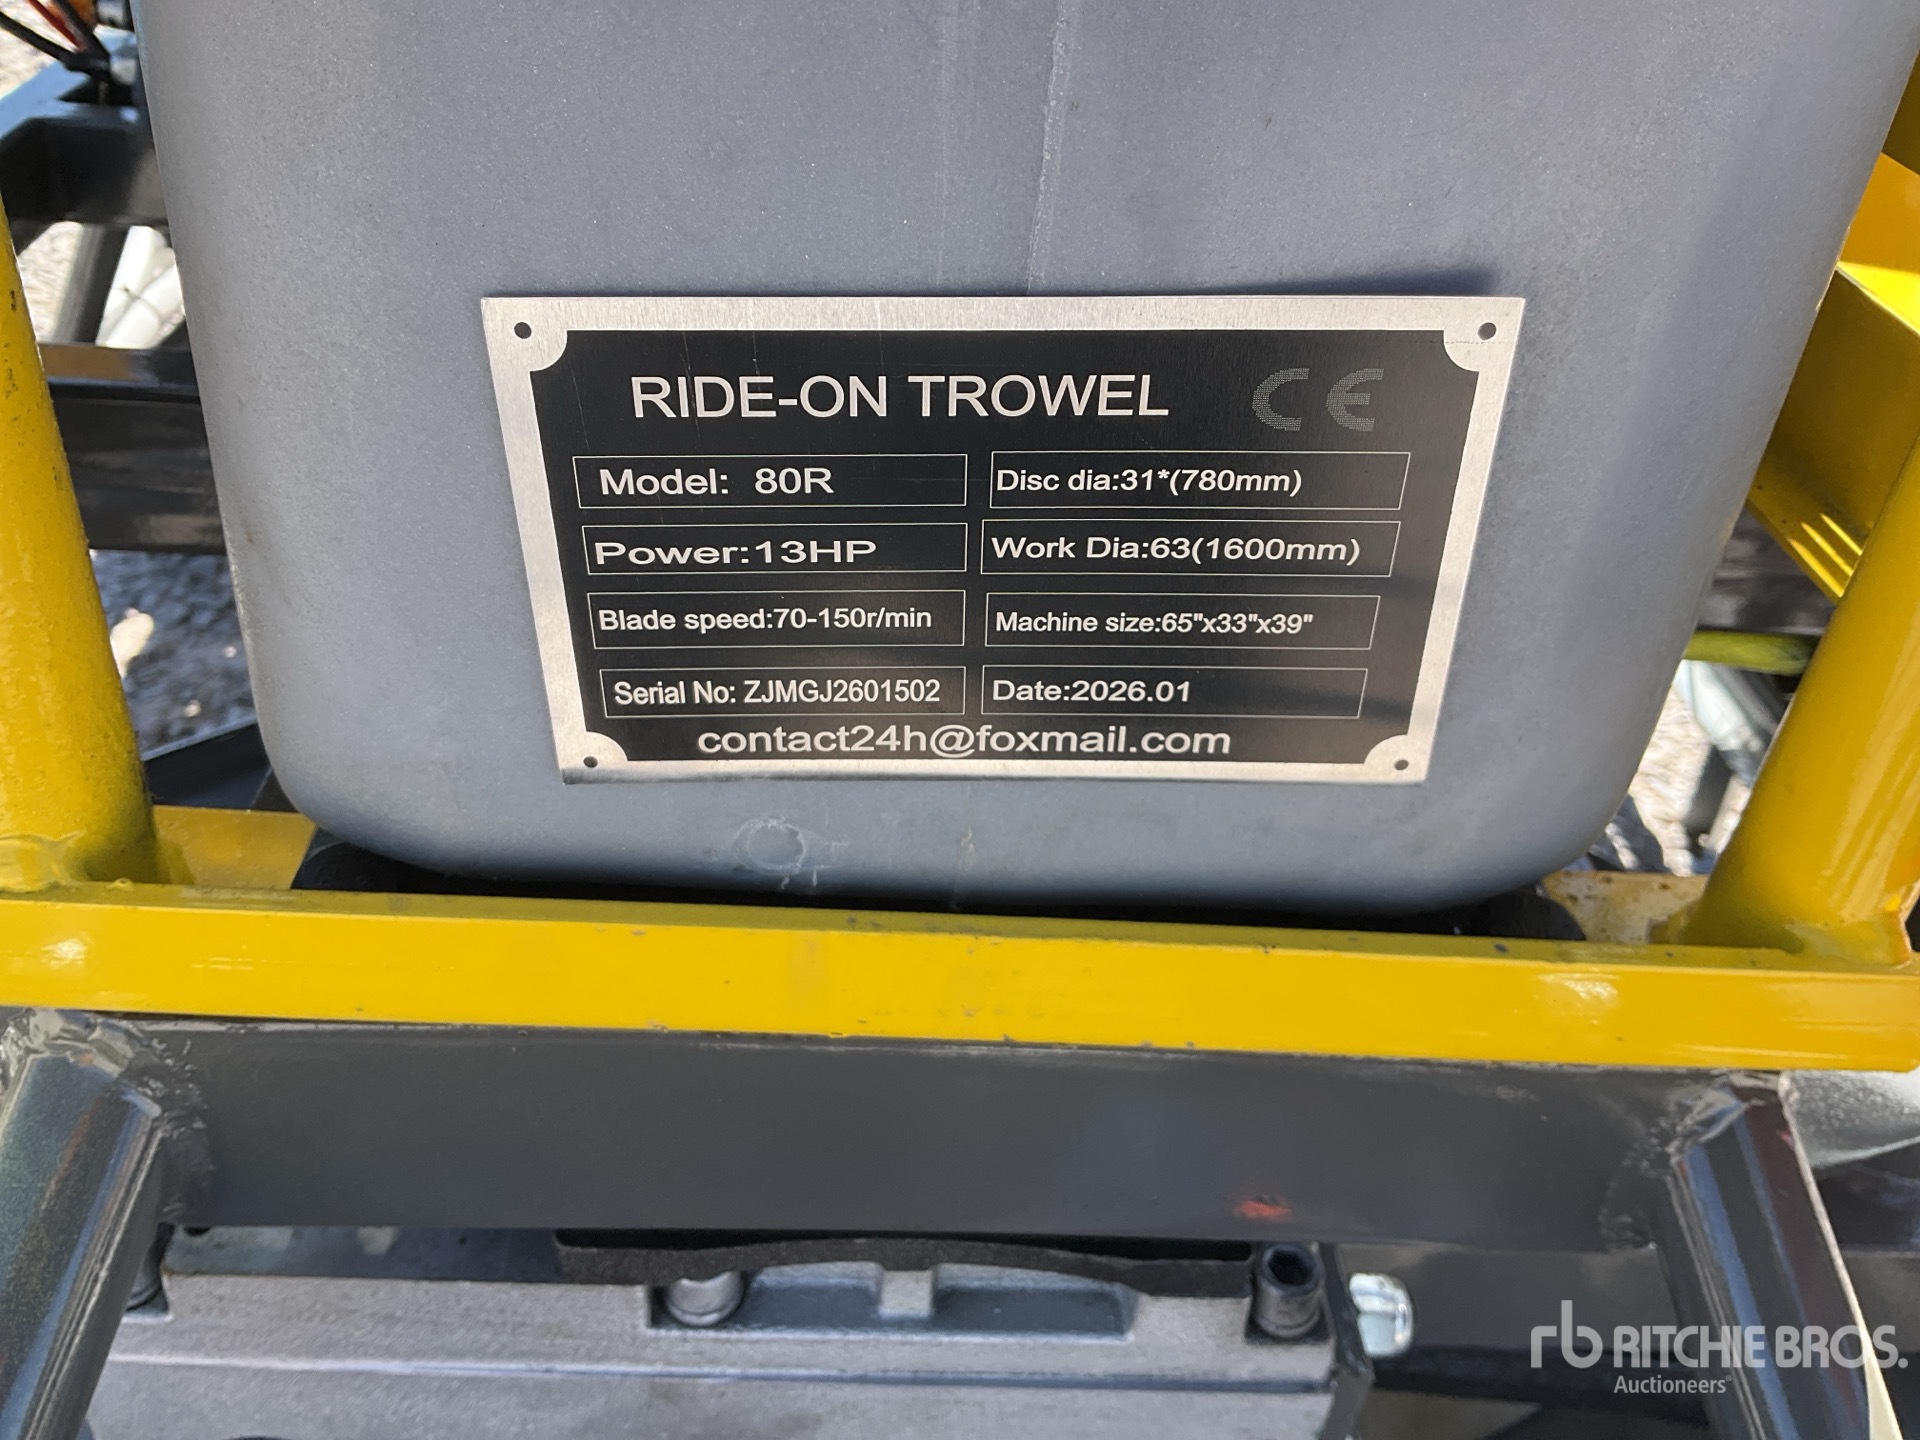 RIDE-ON TROWEL CE
Model: 80R
Disc dia:31*(780mm)
Power:13HP
Work Dia:63(1600mm)
Blade speed:70-150r/min
Machine size:65"x33"x39"
Serial No: ZJMGJ2601502
Date:2026.01
contact24h@foxmail.com
rb RITCHIE BROS.
Auctioneers